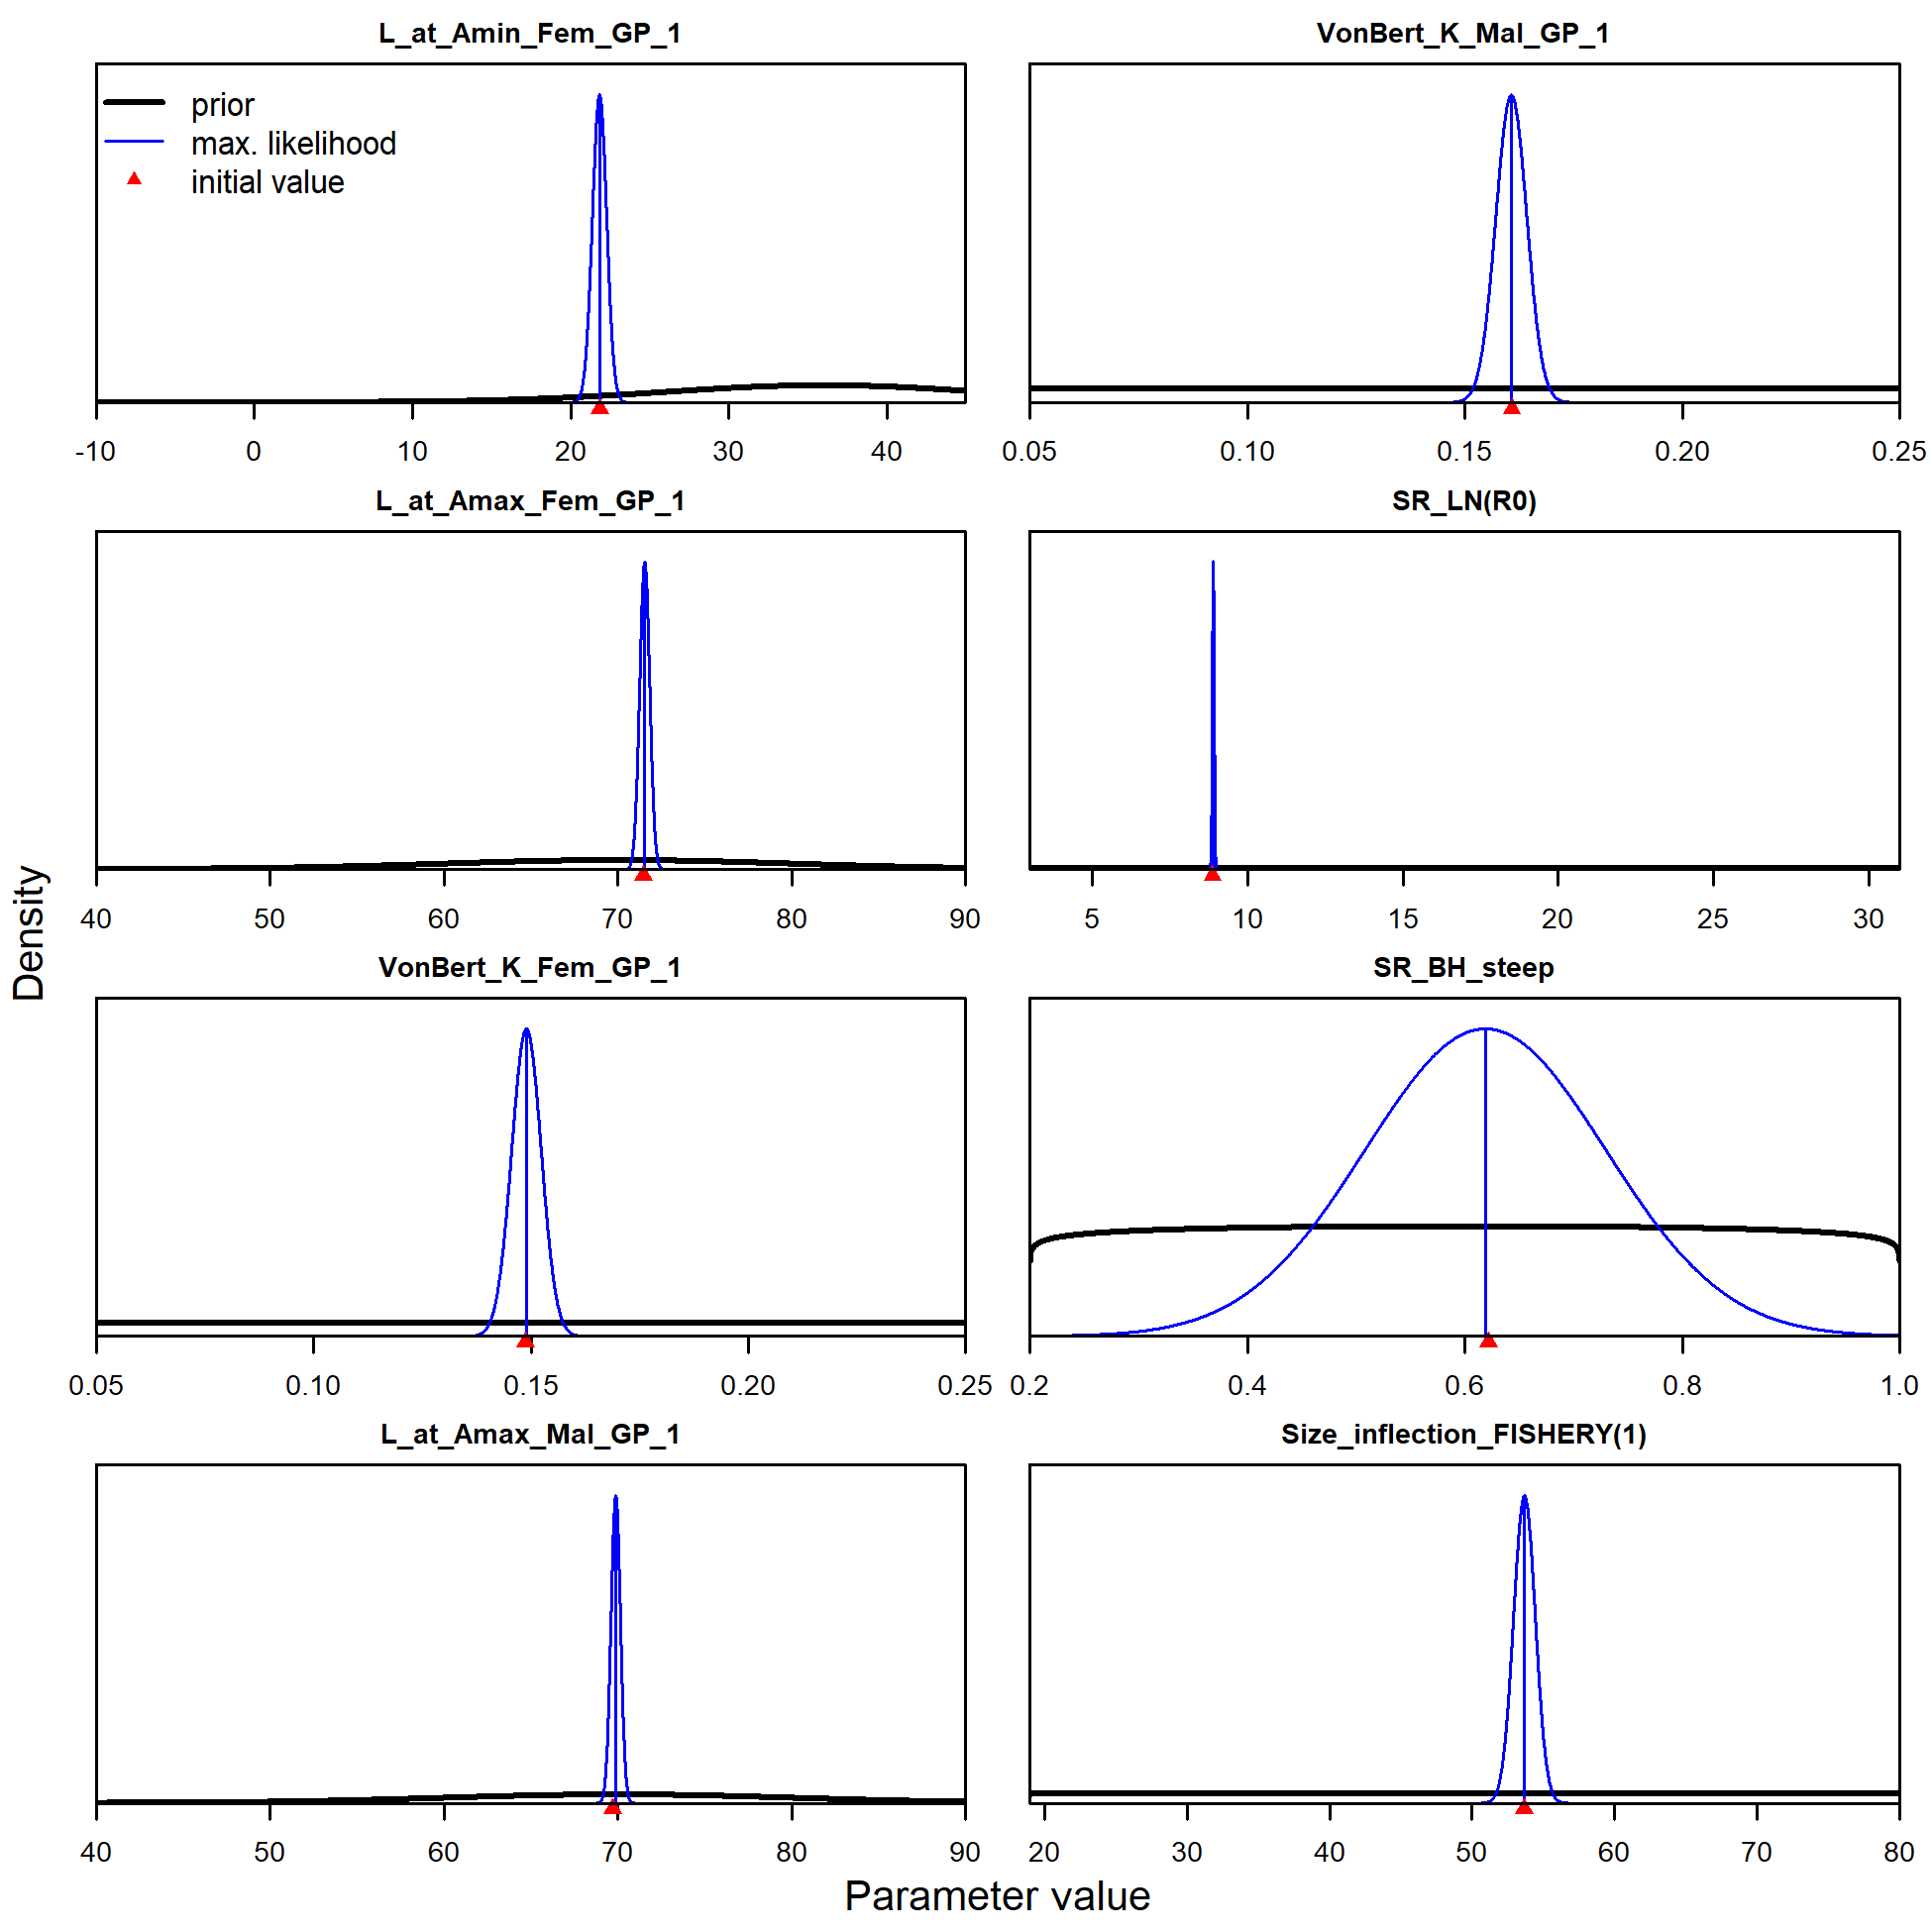 L_at_Amin_Fem_GP_1
prior
max. likelihood
initial value
-10 0 10 20 30 40
VonBert_K_Mal_GP_1
0.05 0.10 0.15 0.20 0.25
L_at_Amax_Fem_GP_1
40 50 60 70 80 90
SR_LN(R0)
5 10 15 20 25 30
VonBert_K_Fem_GP_1
0.05 0.10 0.15 0.20 0.25
SR_BH_steep
0.2 0.4 0.6 0.8 1.0
L_at_Amax_Mal_GP_1
40 50 60 70 80 90
Size_inflection_FISHERY(1)
20 30 40 50 60 70 80
Density
Parameter value